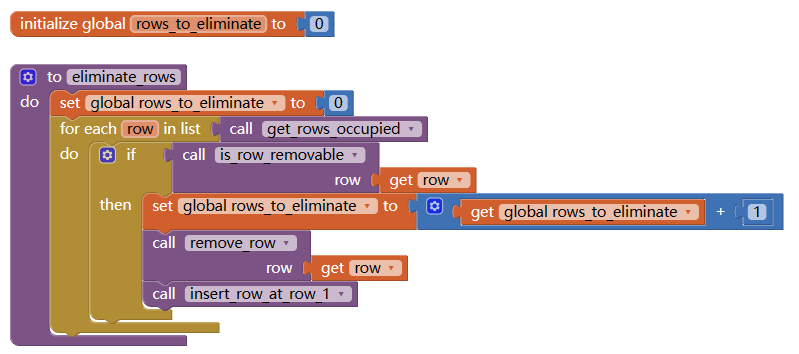 initialize global rows_to_eliminate to 0
to eliminate_rows
do set global rows_to_eliminate to 0
for each row in list call get_rows_occupied
do if call is_row_removable
row get row
then set global rows_to_eliminate to get global rows_to_eliminate + 1
call remove_row
row get row
call insert_row_at_row_1